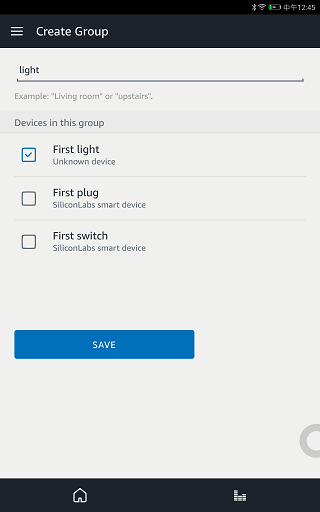 中午12:45
Create Group
light
Example: "Living room" or "upstairs".
Devices in this group
First light
Unknown device
First plug
SiliconLabs smart device
First switch
SiliconLabs smart device
SAVE